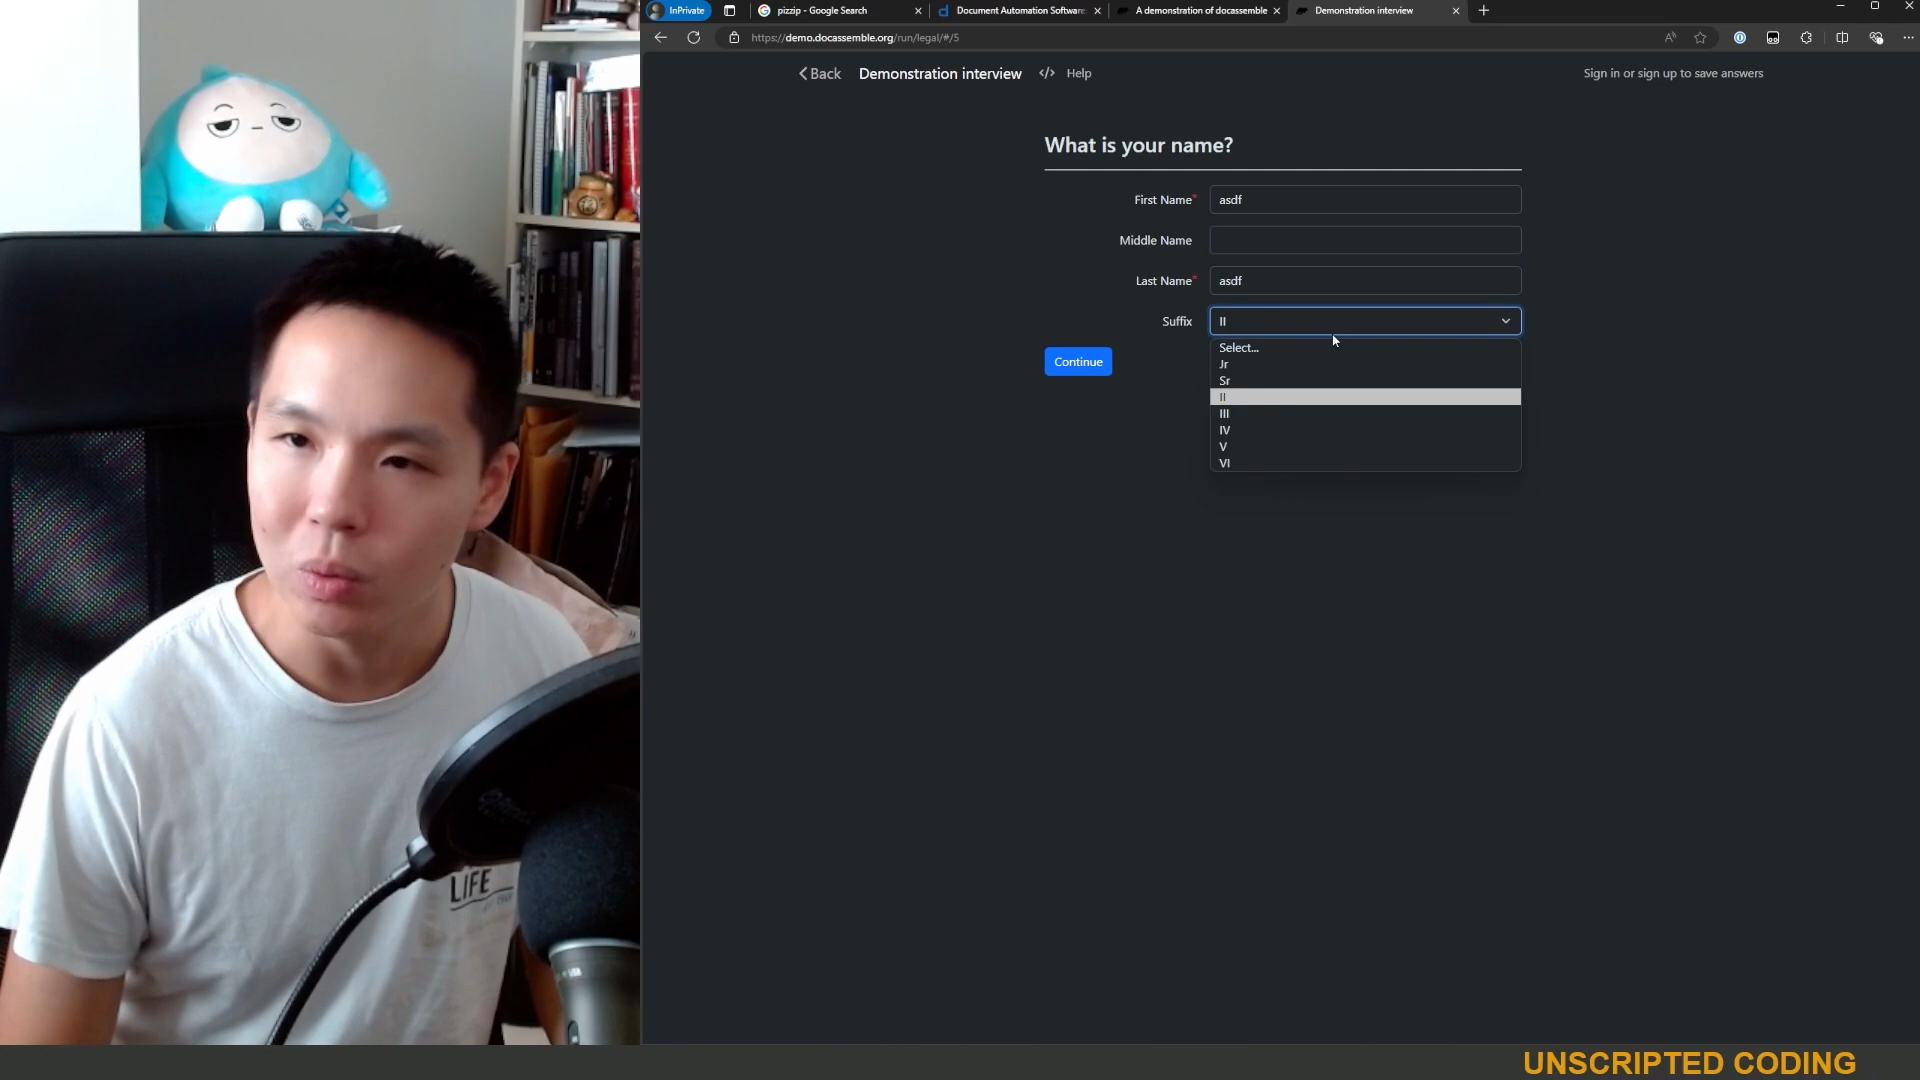 InPrivate
pizzip - Google Search
Document Automation Software
A demonstration of docassemble
Demonstration interview
https://demo.docassemble.org/run/legal/#/5
Back
Demonstration interview
Help
Sign in or sign up to save answers
What is your name?
First Name*
asdf
Middle Name
Last Name*
asdf
Suffix
II
Select...
Jr
Sr
II
III
IV
V
VI
Continue
LIFE
UNSCRIPTED CODING